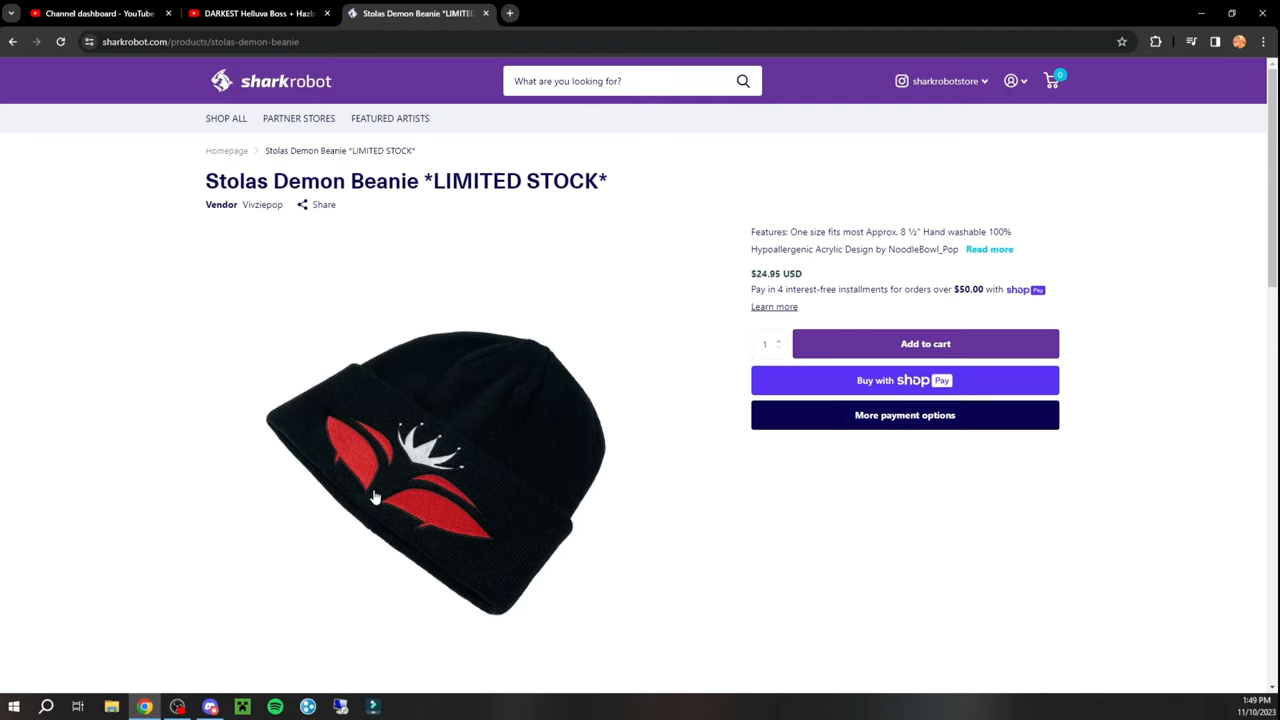 Channel dashboard - YouTube
DARKEST Helluva Boss + Hazb
Stolas Demon Beanie *LIMITED
sharkrobot.com/products/stolas-demon-beanie
sharkrobot
What are you looking for?
sharkrobotstore
0
SHOP ALL
PARTNER STORES
FEATURED ARTISTS
Homepage
Stolas Demon Beanie *LIMITED STOCK*
Stolas Demon Beanie *LIMITED STOCK*
Vendor Vivziepop
Share
Features: One size fits most Approx. 8 ½" Hand washable 100%
Hypoallergenic Acrylic Design by NoodleBowl_Pop Read more
$24.95 USD
Pay in 4 interest-free installments for orders over $50.00 with shop Pay
Learn more
1
Add to cart
Buy with shop Pay
More payment options
1:49 PM
11/10/2023